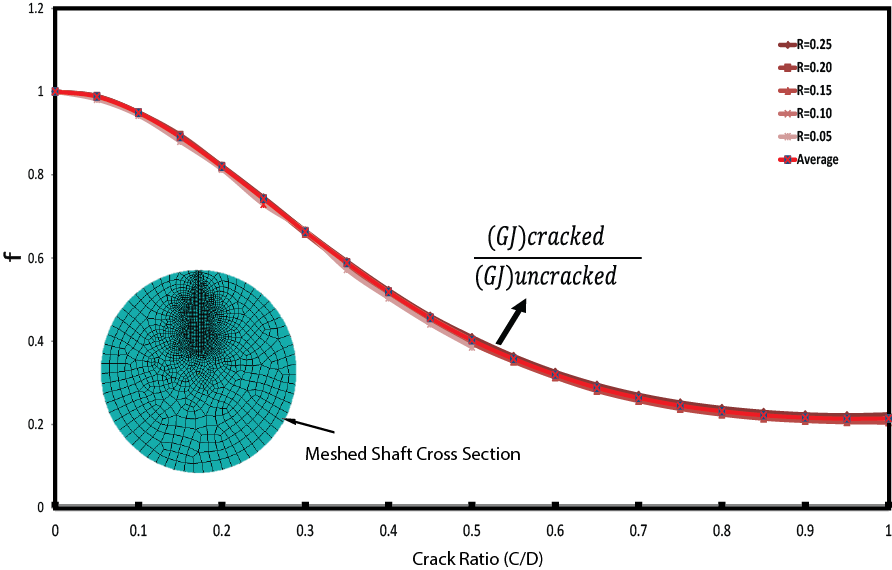 1.2
1
0.8
0.6
0.4
0.2
0
f
R=0.25
R=0.20
R=0.15
R=0.10
R=0.05
Average
(GJ)cracked
(GJ)uncracked
Meshed Shaft Cross Section
0 0.1 0.2 0.3 0.4 0.5 0.6 0.7 0.8 0.9 1
Crack Ratio (C/D)